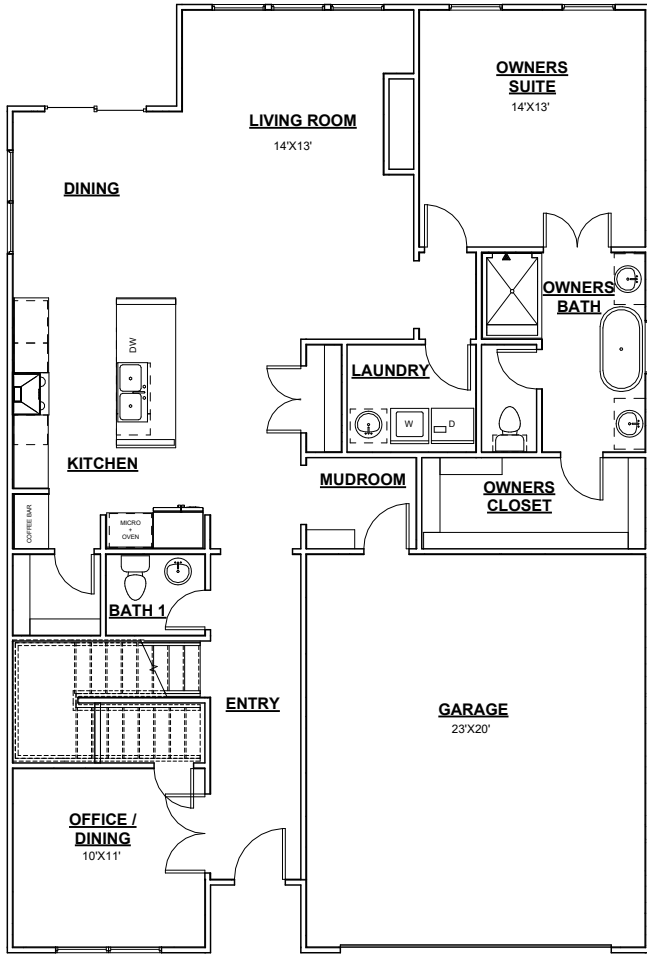 OWNERS
SUITE
14'X13'
LIVING ROOM
14'X13'
DINING
OWNERS
BATH
DW
LAUNDRY
W
D
KITCHEN
MUDROOM
OWNERS
CLOSET
COFFEE BAR
MICRO
+
OVEN
BATH 1
ENTRY
GARAGE
23'X20'
OFFICE /
DINING
10'X11'